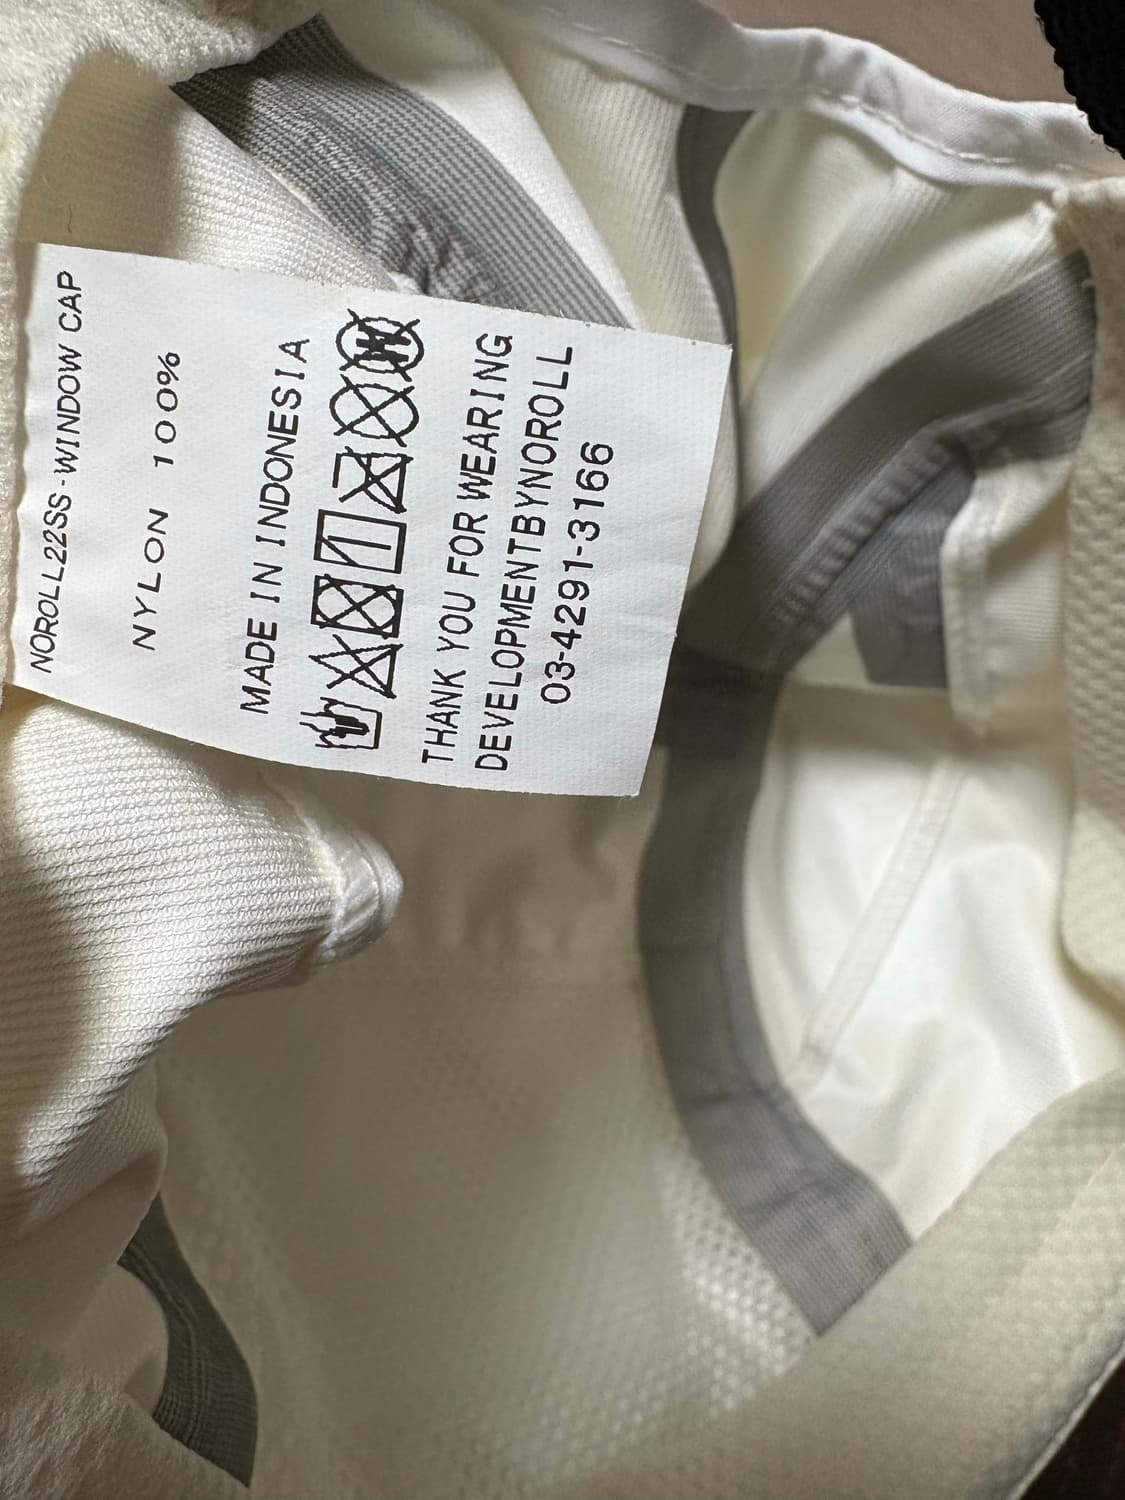 NOROLL22SS-WINDOW CAP
NYLON 100%
MADE IN INDONESIA
THANK YOU FOR WEARING
DEVELOPMENTBYNOROLL
03-4291-3166